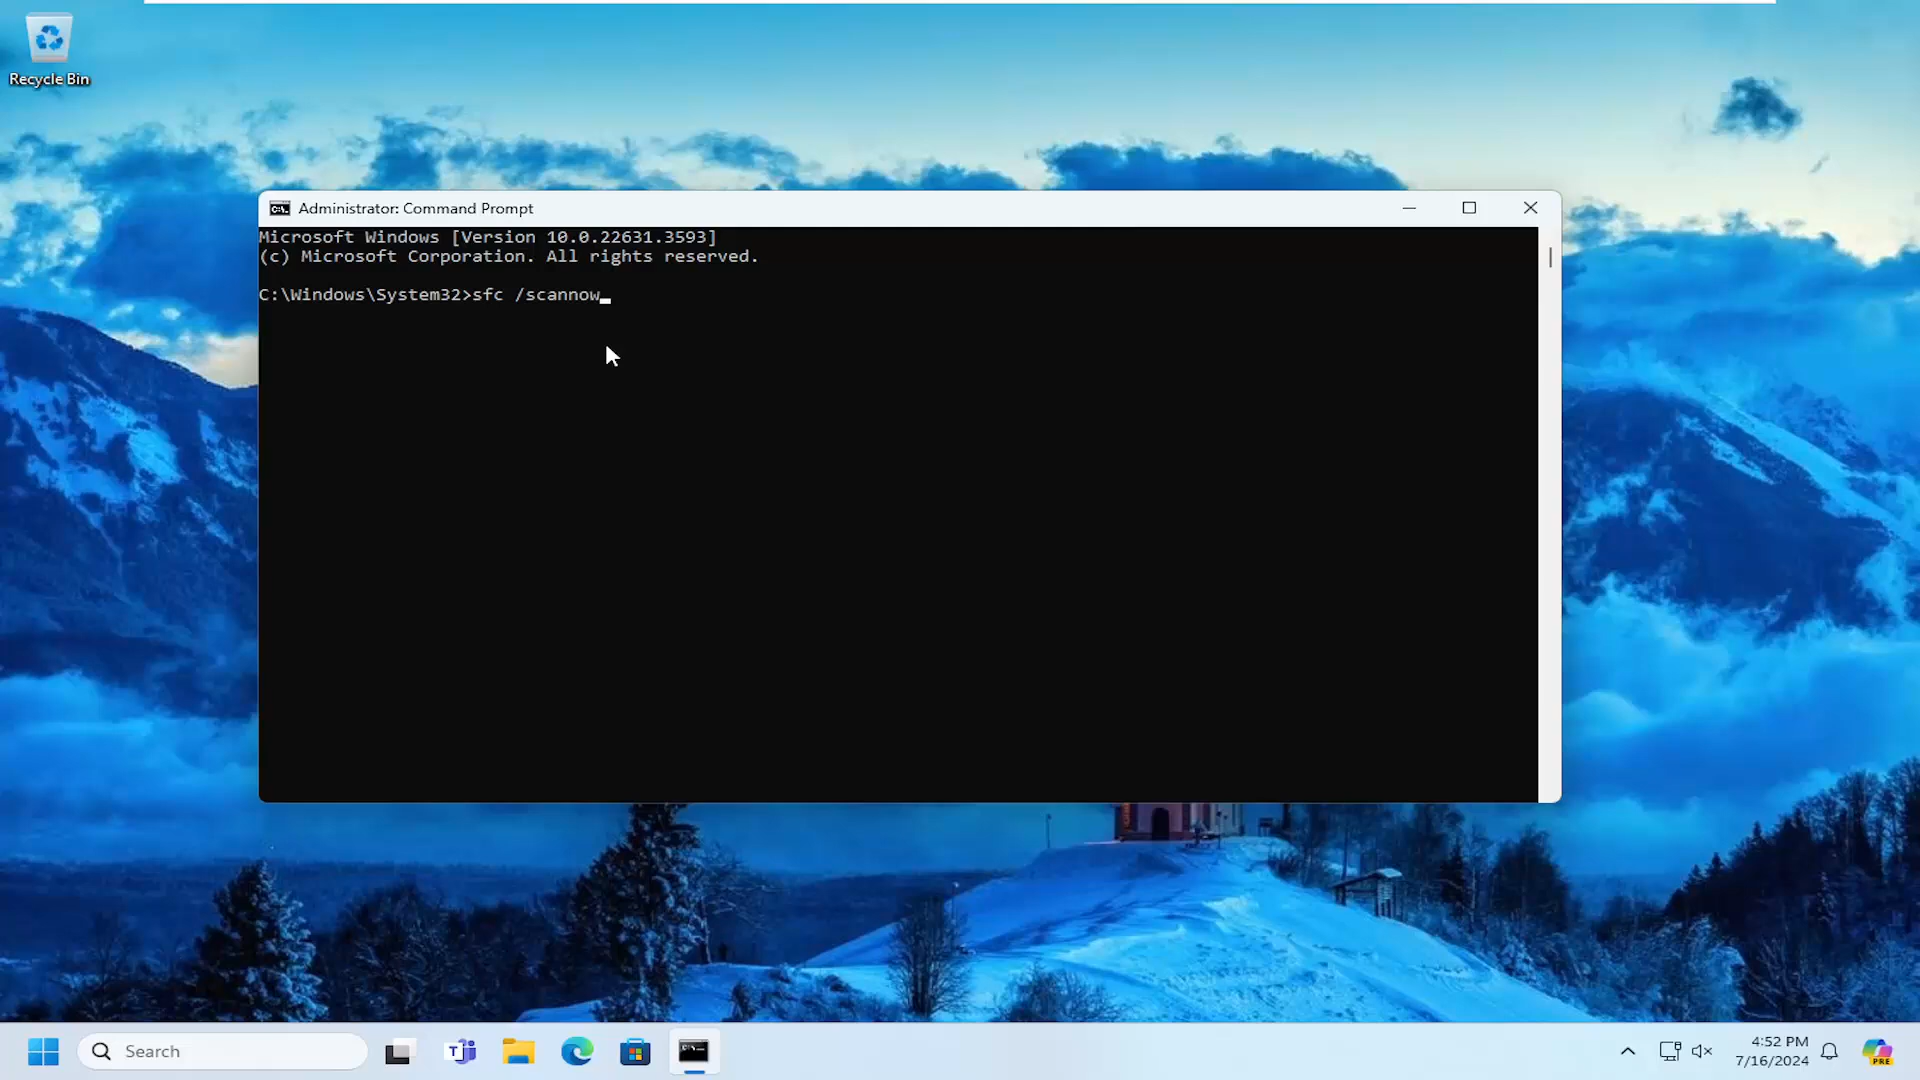 Recycle Bin
Administrator: Command Prompt
Microsoft Windows [Version 10.0.22631.3593]
(c) Microsoft Corporation. All rights reserved.
C:\Windows\System32>sfc /scannow
Search
4:52 PM
7/16/2024
PRE